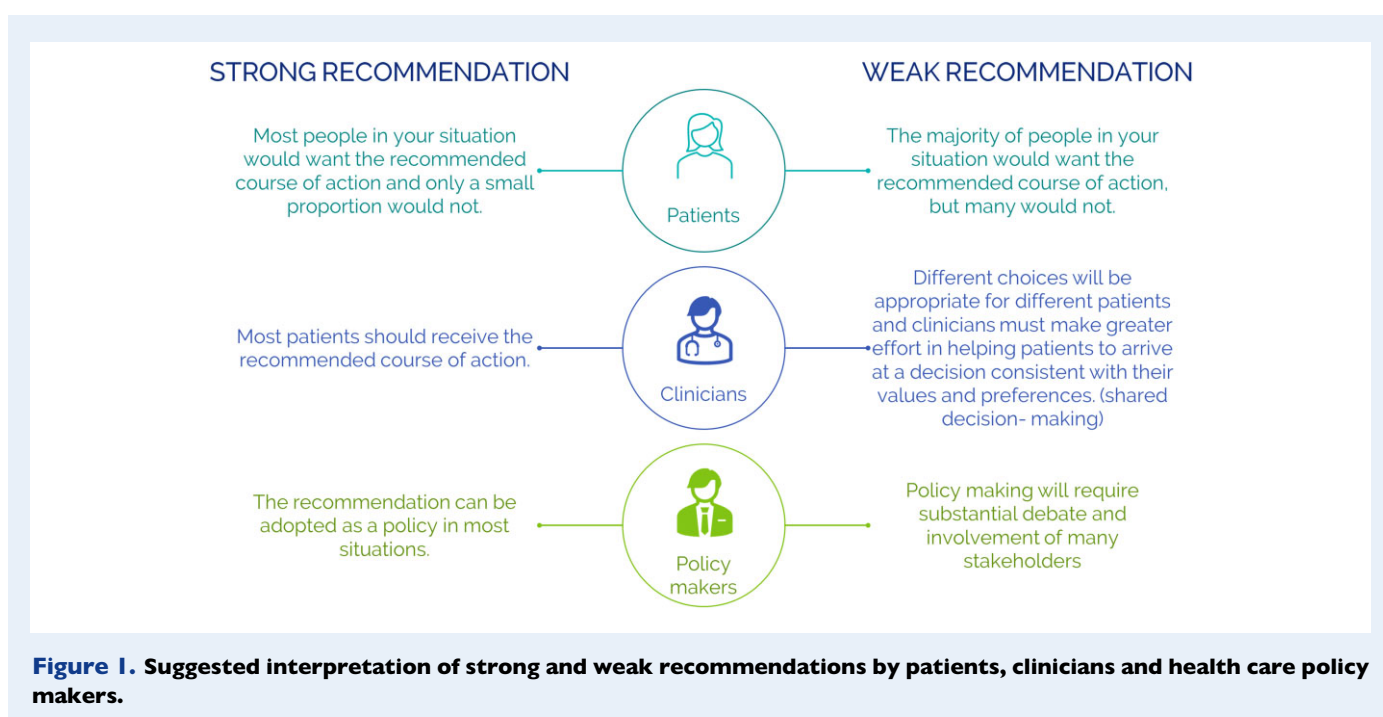 STRONG RECOMMENDATION
WEAK RECOMMENDATION
Most people in your situation
would want the recommended
course of action and only a small
proportion would not.
Patients
The majority of people in your
situation would want the
recommended course of action,
but many would not.
Most patients should receive the
recommended course of action.
Clinicians
Different choices will be
appropriate for different patients
and clinicians must make greater
effort in helping patients to arrive
at a decision consistent with their
values and preferences. (shared
decision- making)
The recommendation can be
adopted as a policy in most
situations.
Policy
makers
Policy making will require
substantial debate and
involvement of many
stakeholders
Figure 1. Suggested interpretation of strong and weak recommendations by patients, clinicians and health care policy
makers.